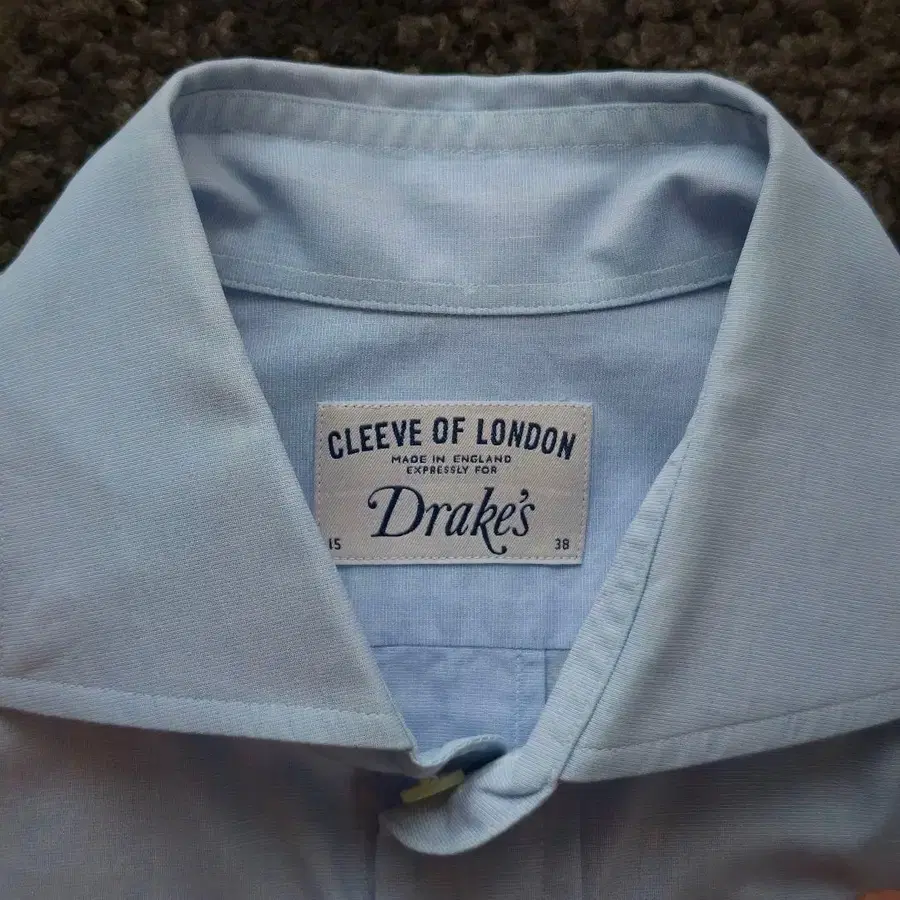 CLEEVE OF LONDON
MADE IN ENGLAND
EXPRESSLY FOR
Drake's
15 38